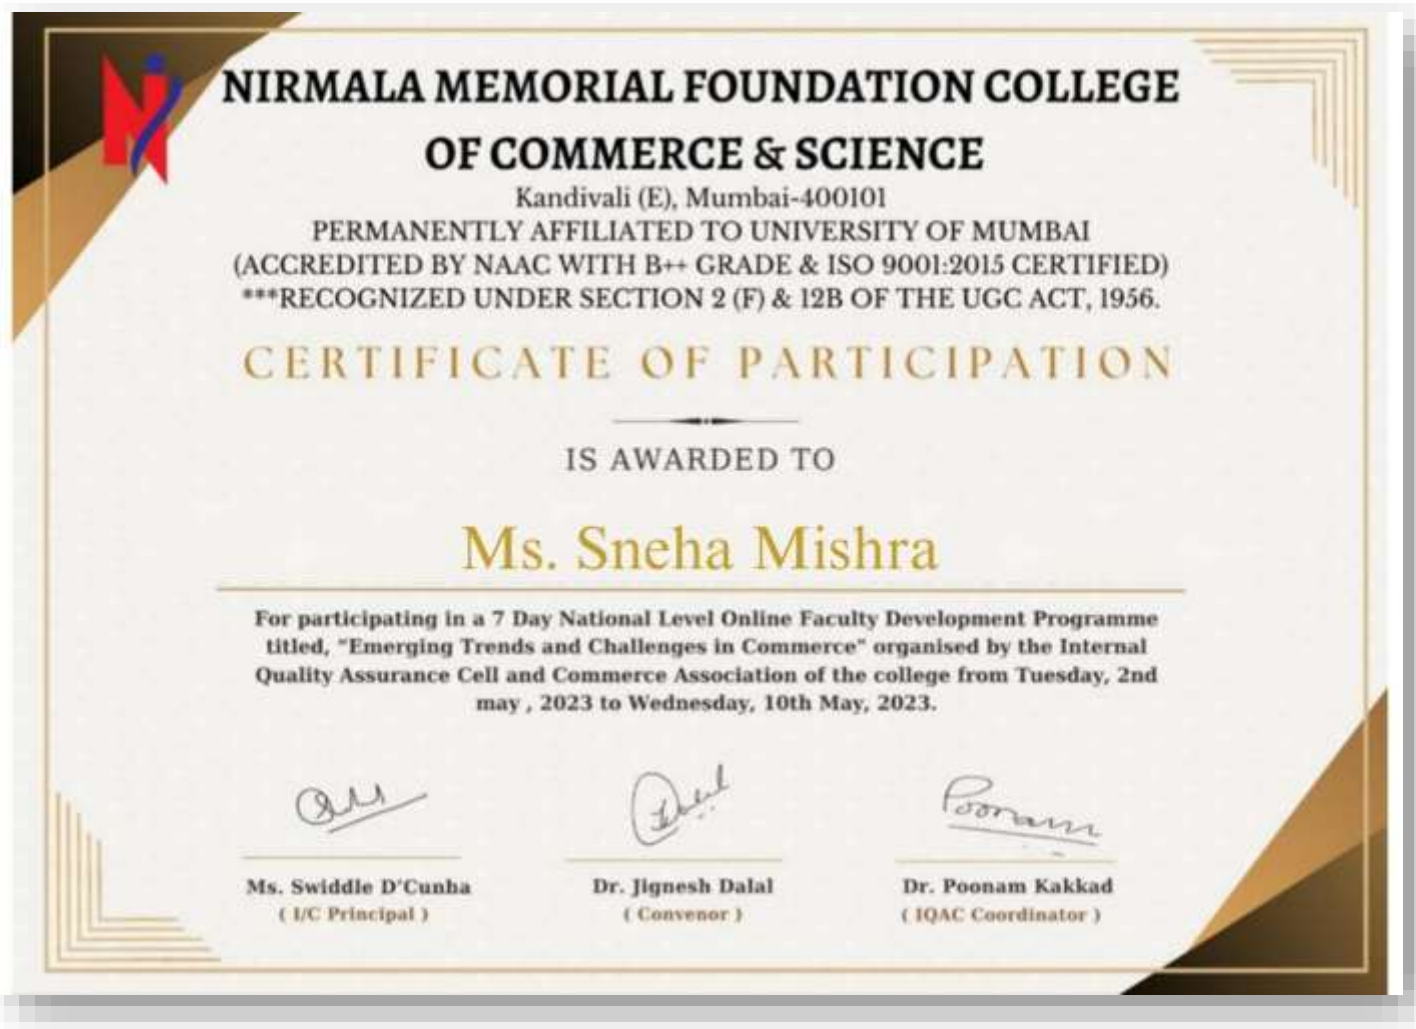 NIRMALA MEMORIAL FOUNDATION COLLEGE
OF COMMERCE & SCIENCE
Kandivali (E), Mumbai-400101
PERMANENTLY AFFILIATED TO UNIVERSITY OF MUMBAI
(ACCREDITED BY NAAC WITH B++ GRADE & ISO 9001:2015 CERTIFIED)
***RECOGNIZED UNDER SECTION 2 (F) & 12B OF THE UGC ACT, 1956.
CERTIFICATE OF PARTICIPATION
IS AWARDED TO
Ms. Sneha Mishra
For participating in a 7 Day National Level Online Faculty Development Programme
titled, "Emerging Trends and Challenges in Commerce" organised by the Internal
Quality Assurance Cell and Commerce Association of the college from Tuesday, 2nd
may , 2023 to Wednesday, 10th May, 2023.
Poonam
Ms. Swiddle D'Cunha
Dr. Jignesh Dalal
Dr. Poonam Kakkad
( I/C Principal )
( Convenor )
( IQAC Coordinator )